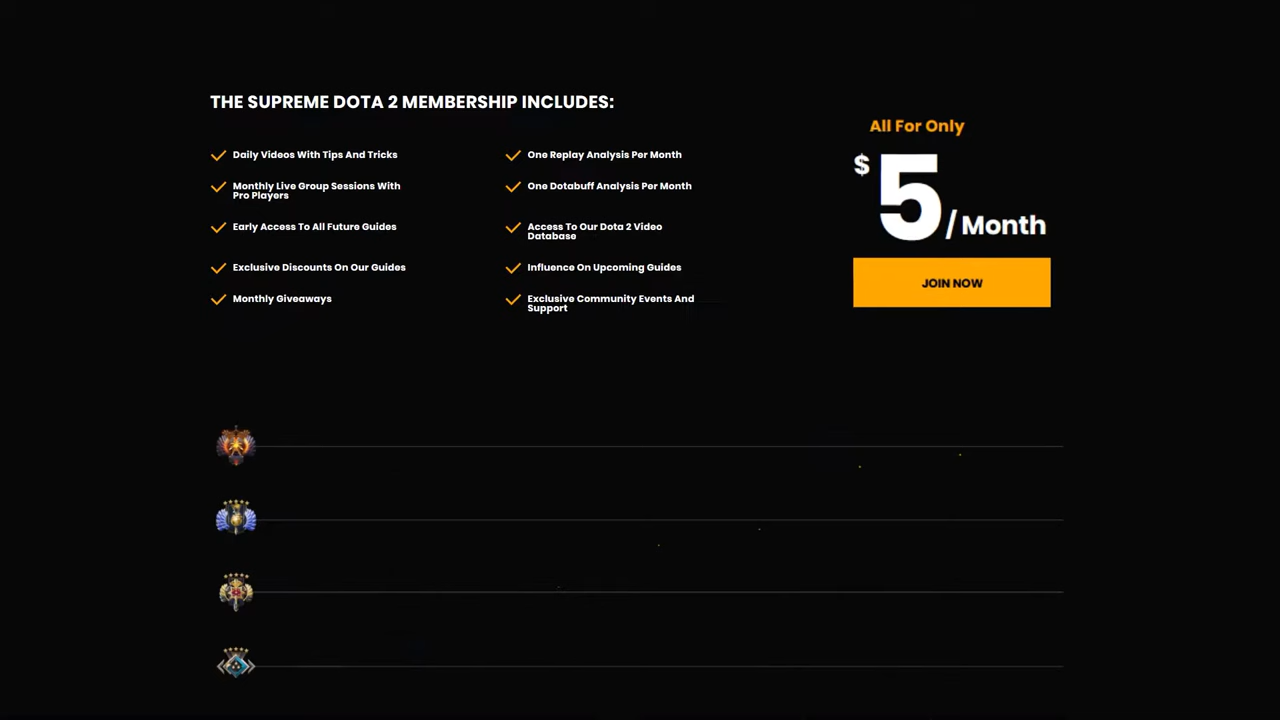 THE SUPREME DOTA 2 MEMBERSHIP INCLUDES:
Daily Videos With Tips And Tricks
Monthly Live Group Sessions With
Pro Players
Early Access To All Future Guides
Exclusive Discounts On Our Guides
Monthly Giveaways
One Replay Analysis Per Month
One Dotabuff Analysis Per Month
Access To Our Dota 2 Video
Database
Influence On Upcoming Guides
Exclusive Community Events And
Support
All For Only
$5/Month
JOIN NOW